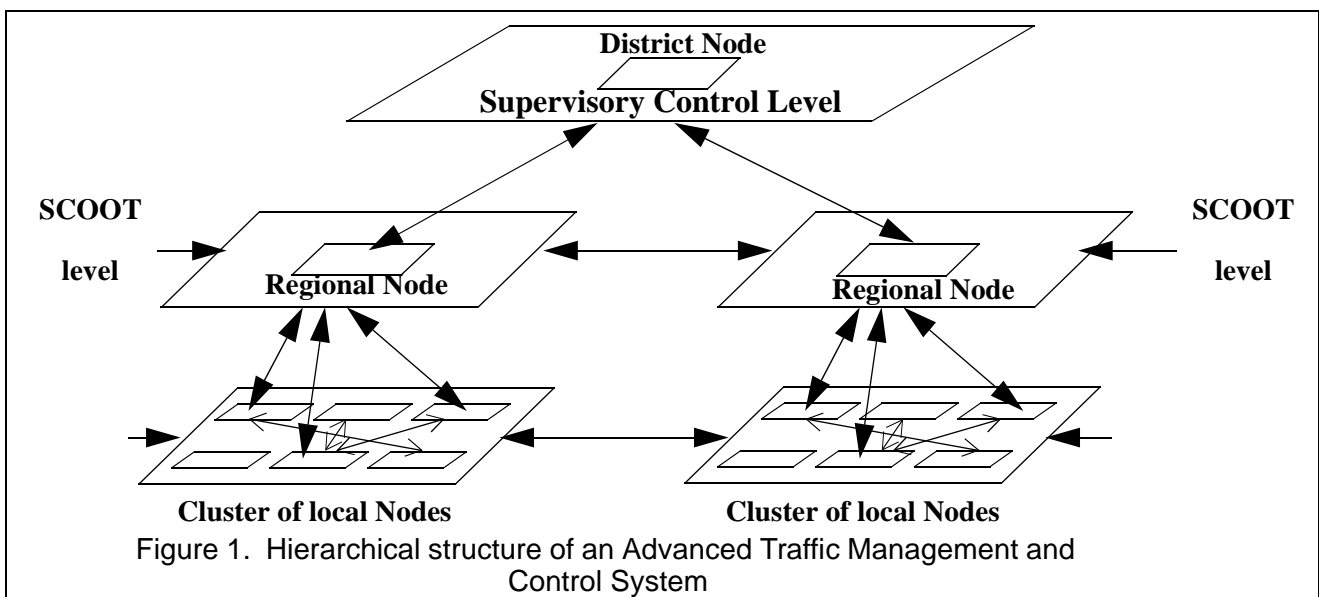 District Node
Supervisory Control Level
SCOOT
level
SCOOT
level
Regional Node
Regional Node
Cluster of local Nodes
Cluster of local Nodes
Figure 1. Hierarchical structure of an Advanced Traffic Management and
Control System